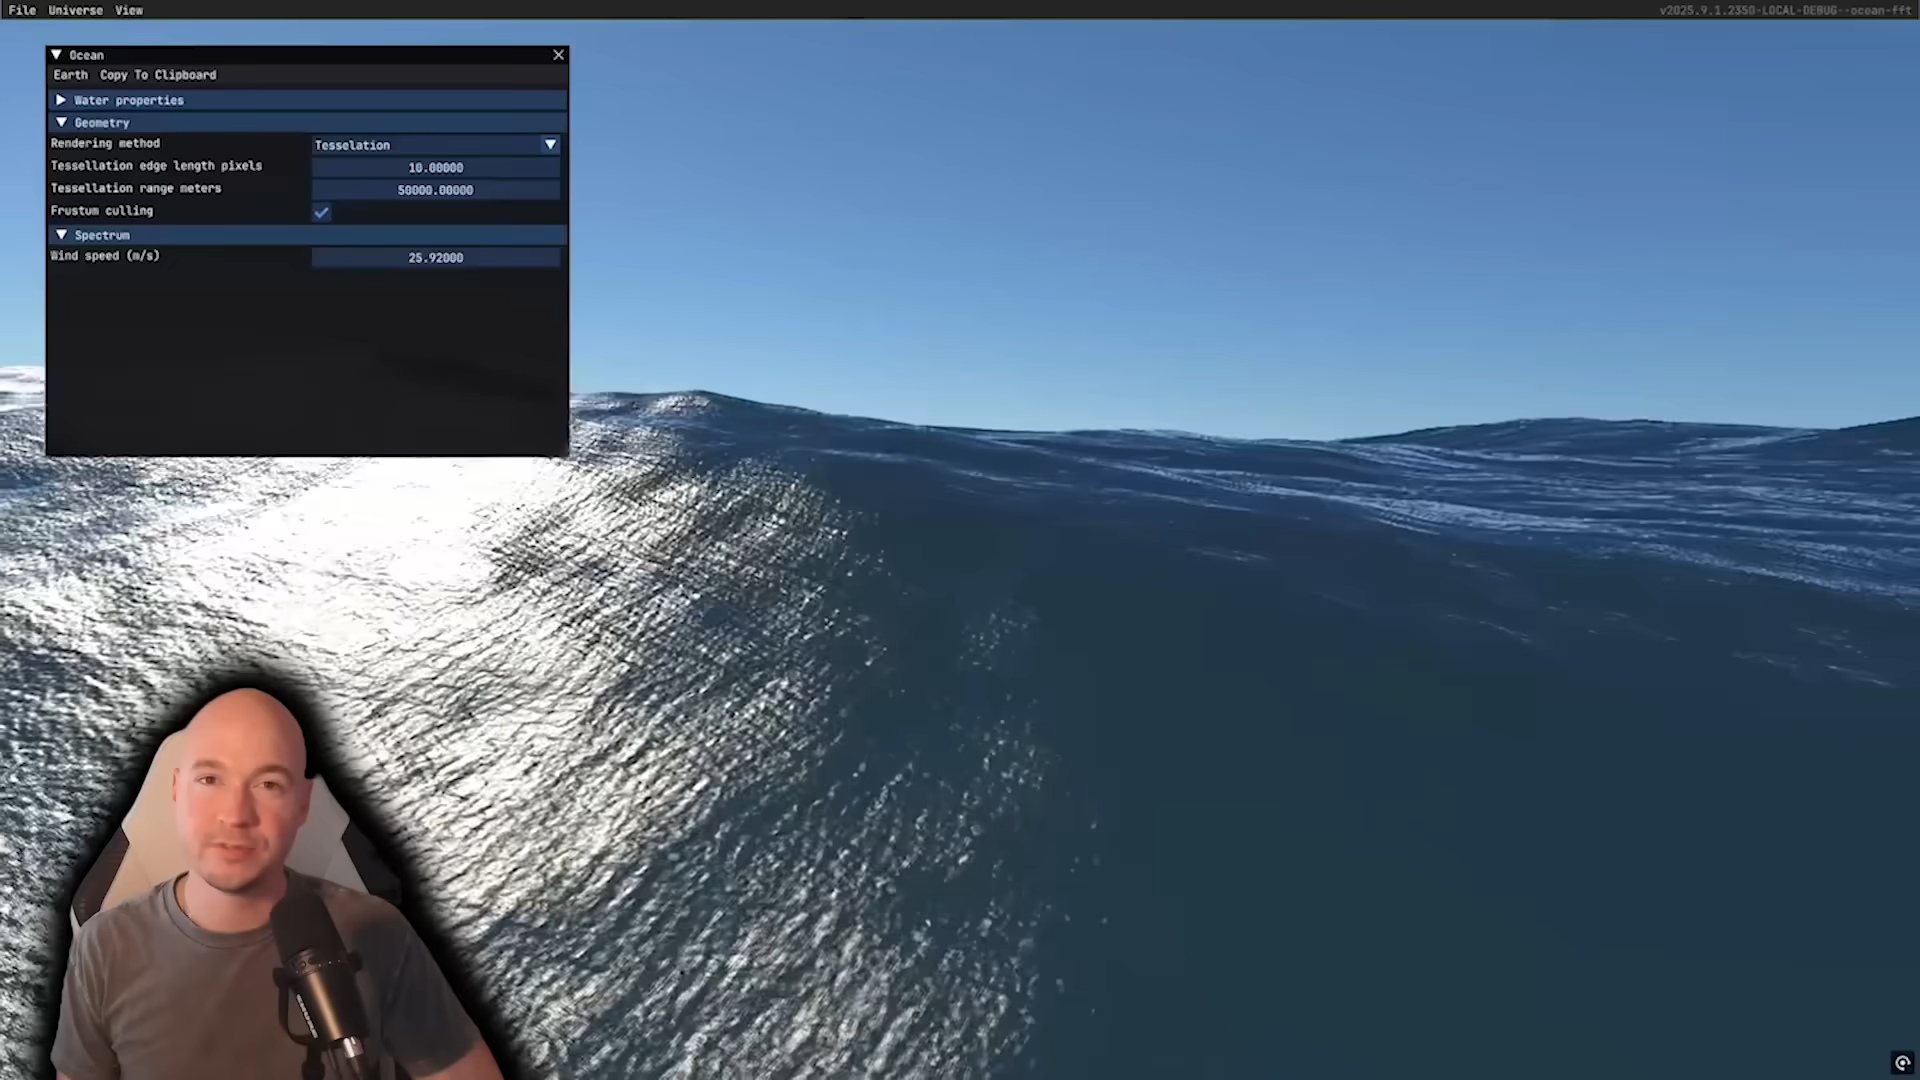 File Universe View
v2025.9.1.2350-LOCAL-DEBUG--ocean-fft
Ocean
Earth Copy To Clipboard
Water properties
Geometry
Rendering method Tesselation
Tessellation edge length pixels 10.00000
Tessellation range meters 50000.00000
Frustum culling
Spectrum
Wind speed (m/s) 25.92000
SHURE